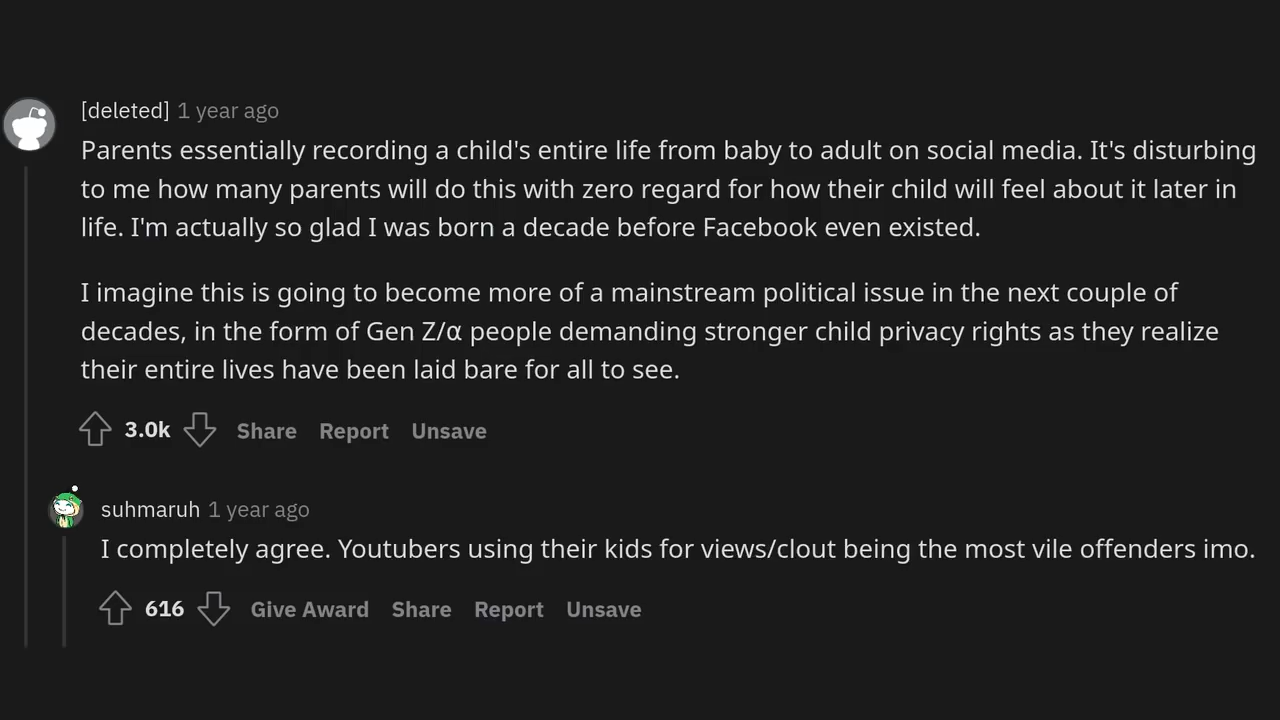 [deleted] 1 year ago
Parents essentially recording a child's entire life from baby to adult on social media. It's disturbing
to me how many parents will do this with zero regard for how their child will feel about it later in
life. I'm actually so glad I was born a decade before Facebook even existed.
I imagine this is going to become more of a mainstream political issue in the next couple of
decades, in the form of Gen Z/α people demanding stronger child privacy rights as they realize
their entire lives have been laid bare for all to see.
3.0k Share Report Unsave
suhmaruh 1 year ago
I completely agree. Youtubers using their kids for views/clout being the most vile offenders imo.
616 Give Award Share Report Unsave